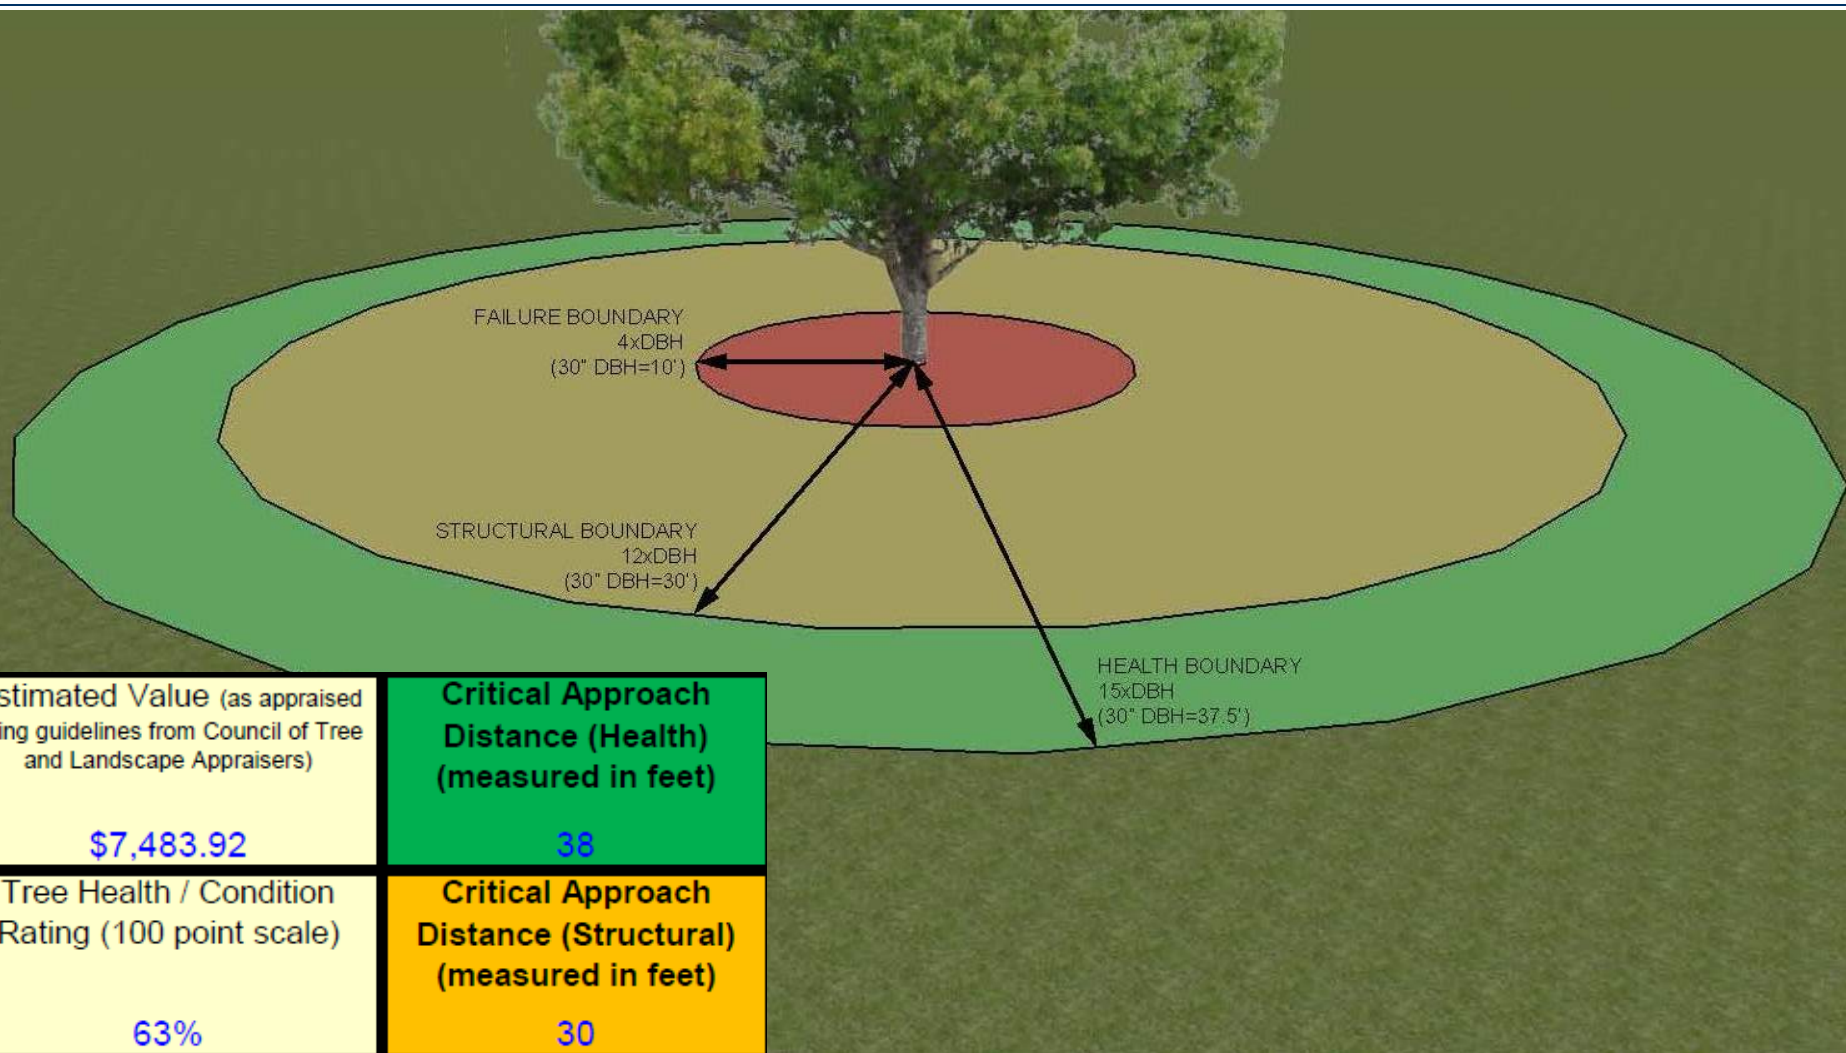 FAILURE BOUNDARY
4xDBH
(30" DBH=10')
STRUCTURAL BOUNDARY
12xDBH
(30" DBH=30')
HEALTH BOUNDARY
15xDBH
(30" DBH=37.5')
stimated Value (as appraised
ing guidelines from Council of Tree
and Landscape Appraisers)
$7,483.92
Critical Approach
Distance (Health)
(measured in feet)
38
Tree Health / Condition
Rating (100 point scale)
63%
Critical Approach
Distance (Structural)
(measured in feet)
30